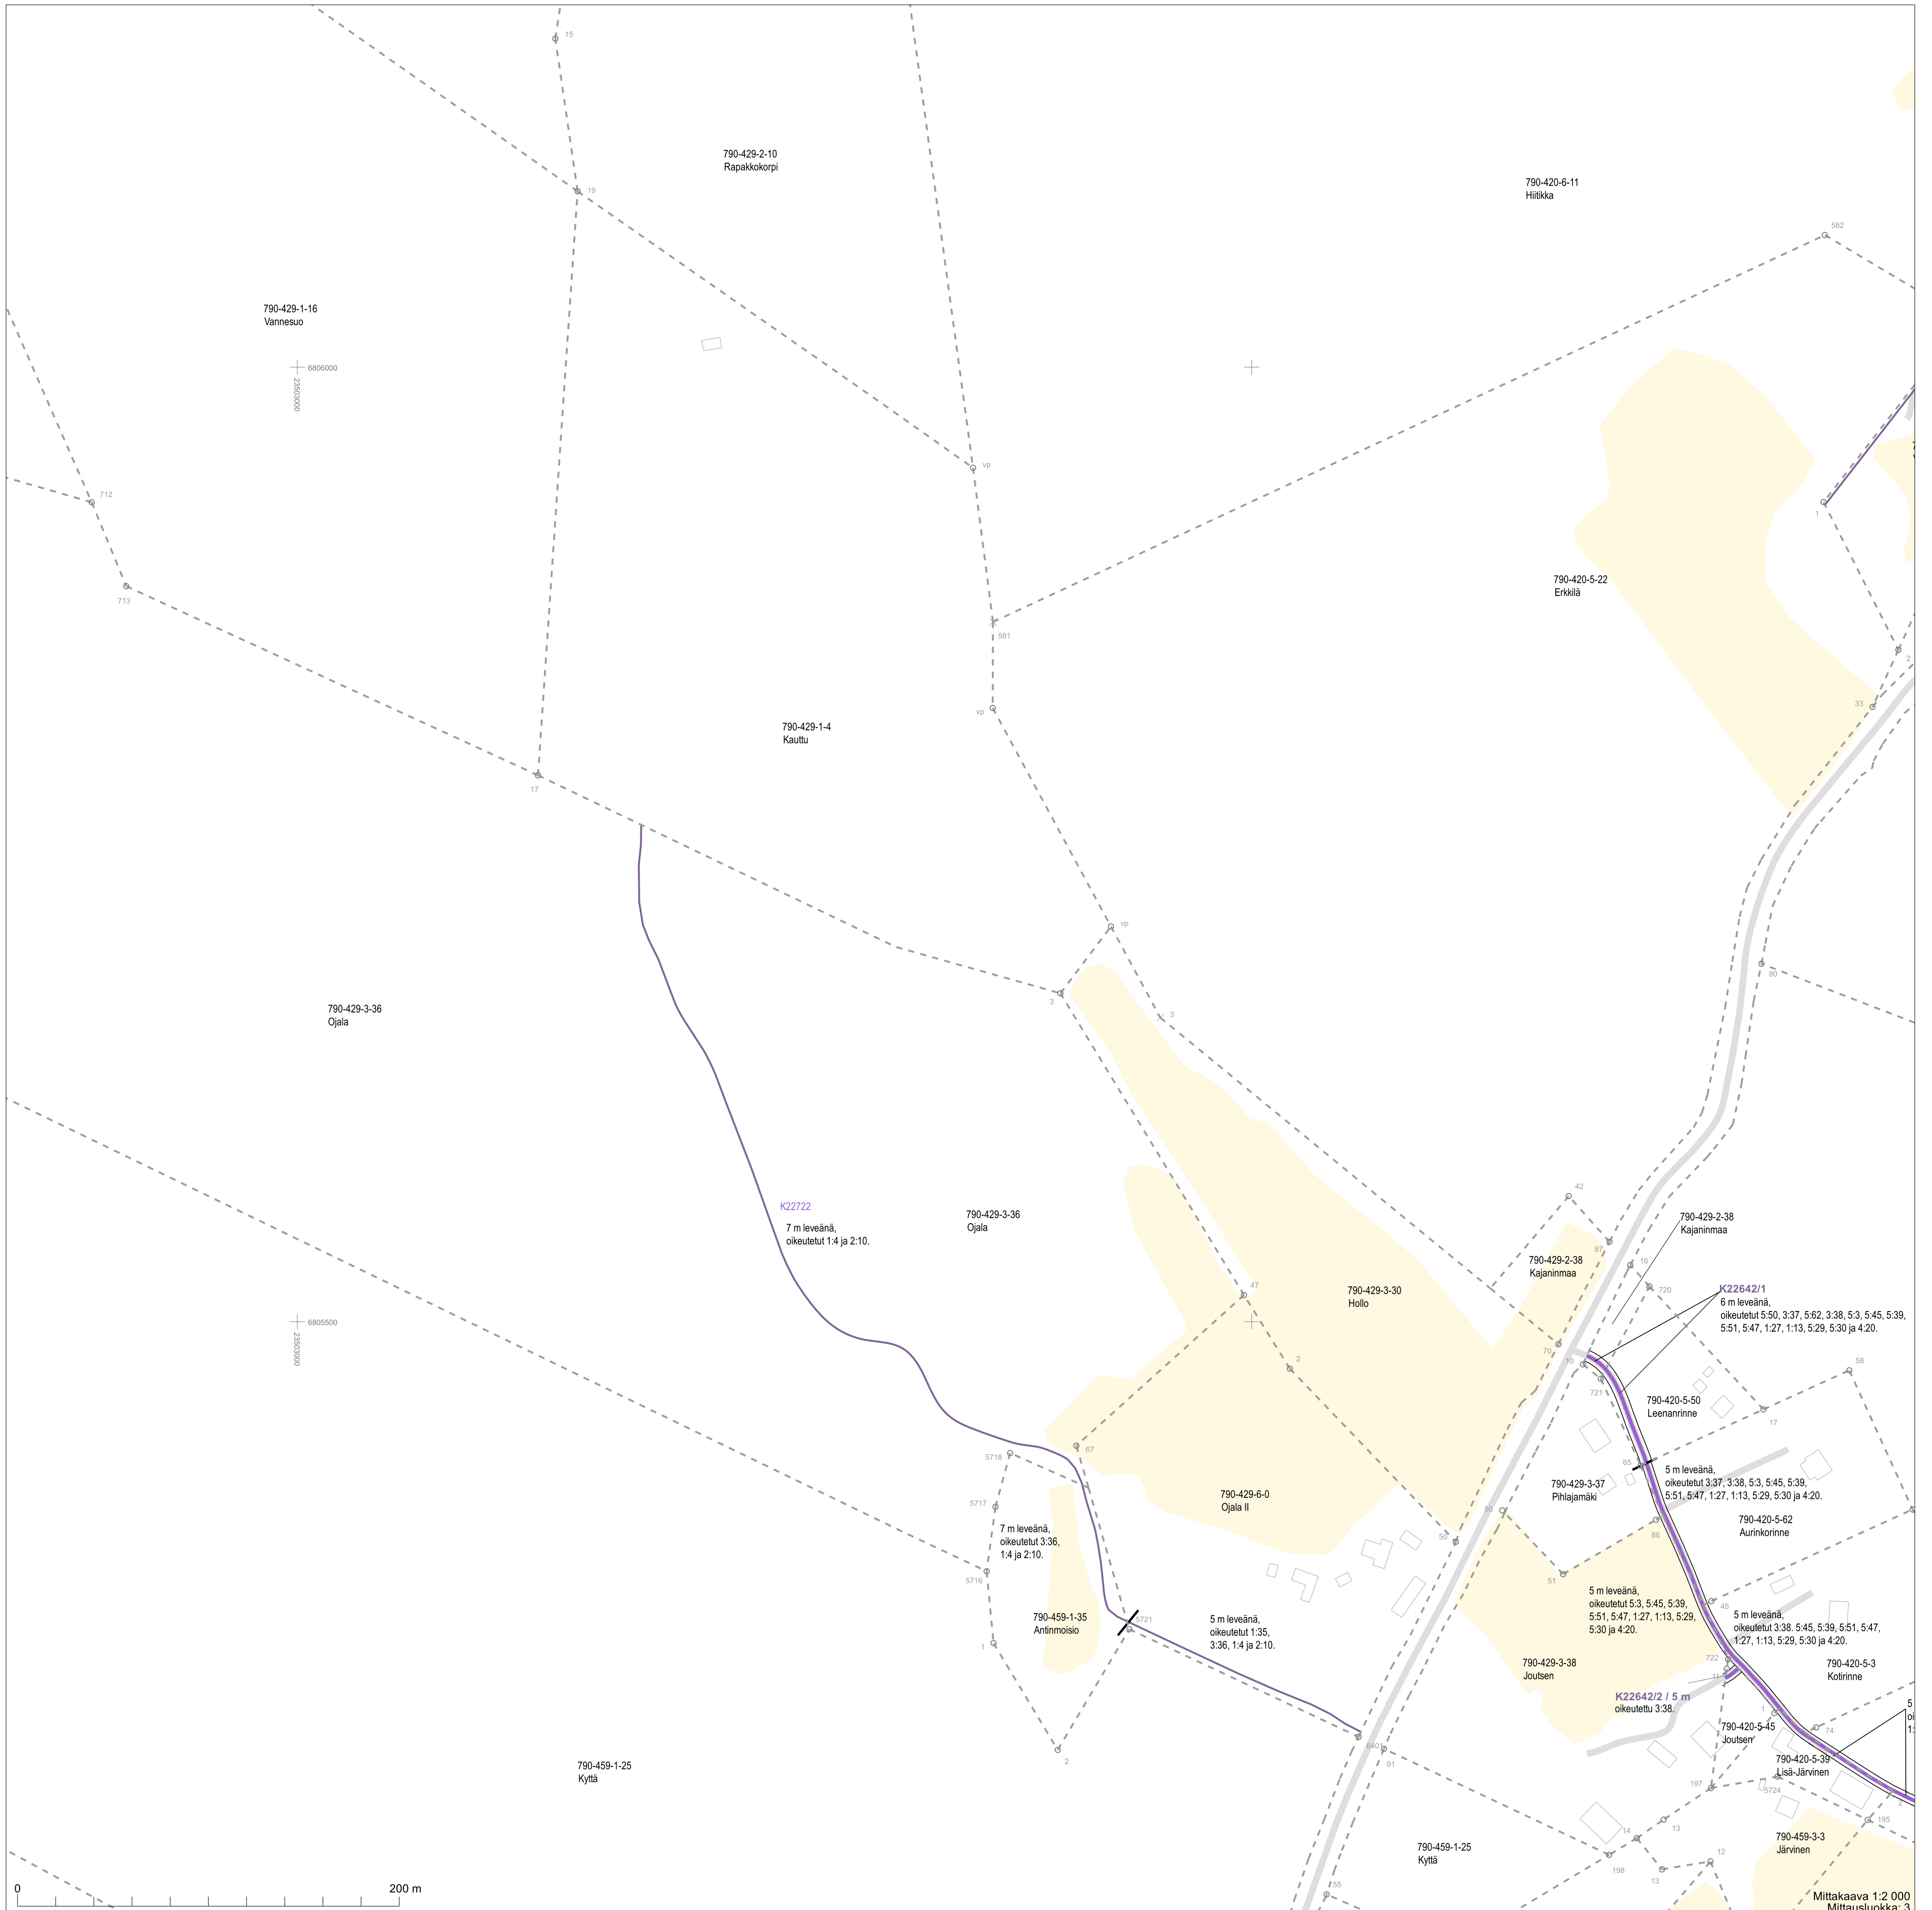 15
790-429-2-10
Rapakkokorpi
790-420-6-11
Hiitikka
19
582
790-429-1-16
Vannesuo
6806000
23503000
vp
712
1
790-420-5-22
Erkkilä
713
581
2
33
vp
790-429-1-4
Kauttu
17
vp
80
3
3
790-429-3-36
Ojala
42
K22722
7 m leveänä,
oikeutetut 1:4 ja 2:10.
790-429-3-36
Ojala
790-429-2-38
Kajaninmaa
87
790-429-2-38
Kajaninmaa
16
720
47
790-429-3-30
Hollo
K22642/1
6 m leveänä,
oikeutetut 5:50, 3:37, 5:62, 3:38, 5:3, 5:45, 5:39,
5:51, 5:47, 1:27, 1:13, 5:29, 5:30 ja 4:20.
6805500
23503000
70
10
2
58
721
790-420-5-50
Leenanrinne
17
67
5718
65
5 m leveänä,
oikeutetut 3:37, 3:38, 5:3, 5:45, 5:39,
5:51, 5:47, 1:27, 1:13, 5:29, 5:30 ja 4:20.
790-429-3-37
Pihlajamäki
790-429-6-0
Ojala II
5717
50
86
790-420-5-62
Aurinkorinne
7 m leveänä,
oikeutetut 3:36,
1:4 ja 2:10.
50
51
5716
5 m leveänä,
oikeutetut 5:3, 5:45, 5:39,
5:51, 5:47, 1:27, 1:13, 5:29,
5:30 ja 4:20.
45
790-459-1-35
Antinmoisio
5721
5 m leveänä,
oikeutetut 1:35,
3:36, 1:4 ja 2:10.
5 m leveänä,
oikeutetut 3:38. 5:45, 5:39, 5:51, 5:47,
1:27, 1:13, 5:29, 5:30 ja 4:20.
1
722
11
790-429-3-38
Joutsen
790-420-5-3
Kotirinne
K22642/2 / 5 m
oikeutettu 3:38.
5
oi
1:
1
74
790-420-5-45
Joutsen
6401
91
2
790-459-1-25
Kyttä
790-420-5-39
Lisä-Järvinen
197
5724
2
195
13
14
790-459-3-3
Järvinen
790-459-1-25
Kyttä
198
13
12
55
0
200 m
Mittakaava 1:2 000
Mittausluokka: 3